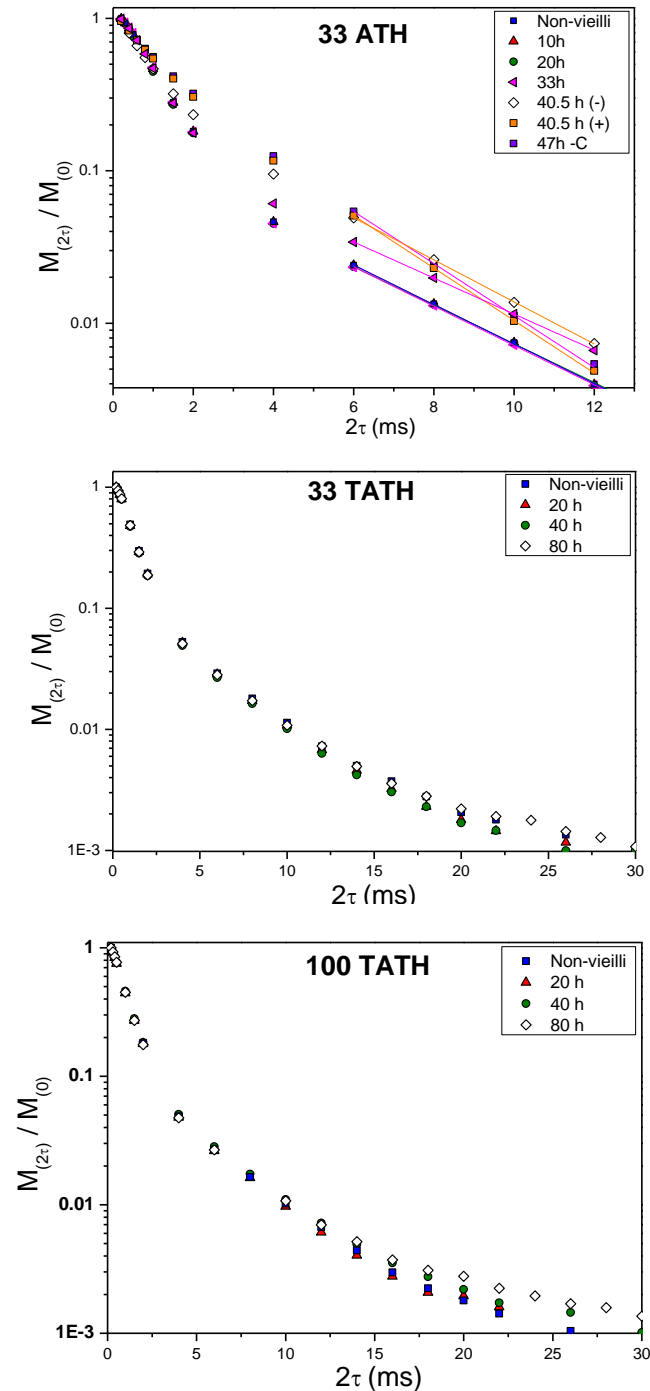 33 ATH
Non-vieilli
10h
20h
33h
40.5 h (-)
40.5 h (+)
47h -C
M(2τ) / M(0)
1
0.1
0.01
0 2 4 6 8 10 12
2τ (ms)
33 TATH
Non-vieilli
20 h
40 h
80 h
M(2τ) / M(0)
1
0.1
0.01
1E-3
0 5 10 15 20 25 30
2τ (ms)
100 TATH
Non-vieilli
20 h
40 h
80 h
M(2τ) / M(0)
1
0.1
0.01
1E-3
0 5 10 15 20 25 30
2τ (ms)